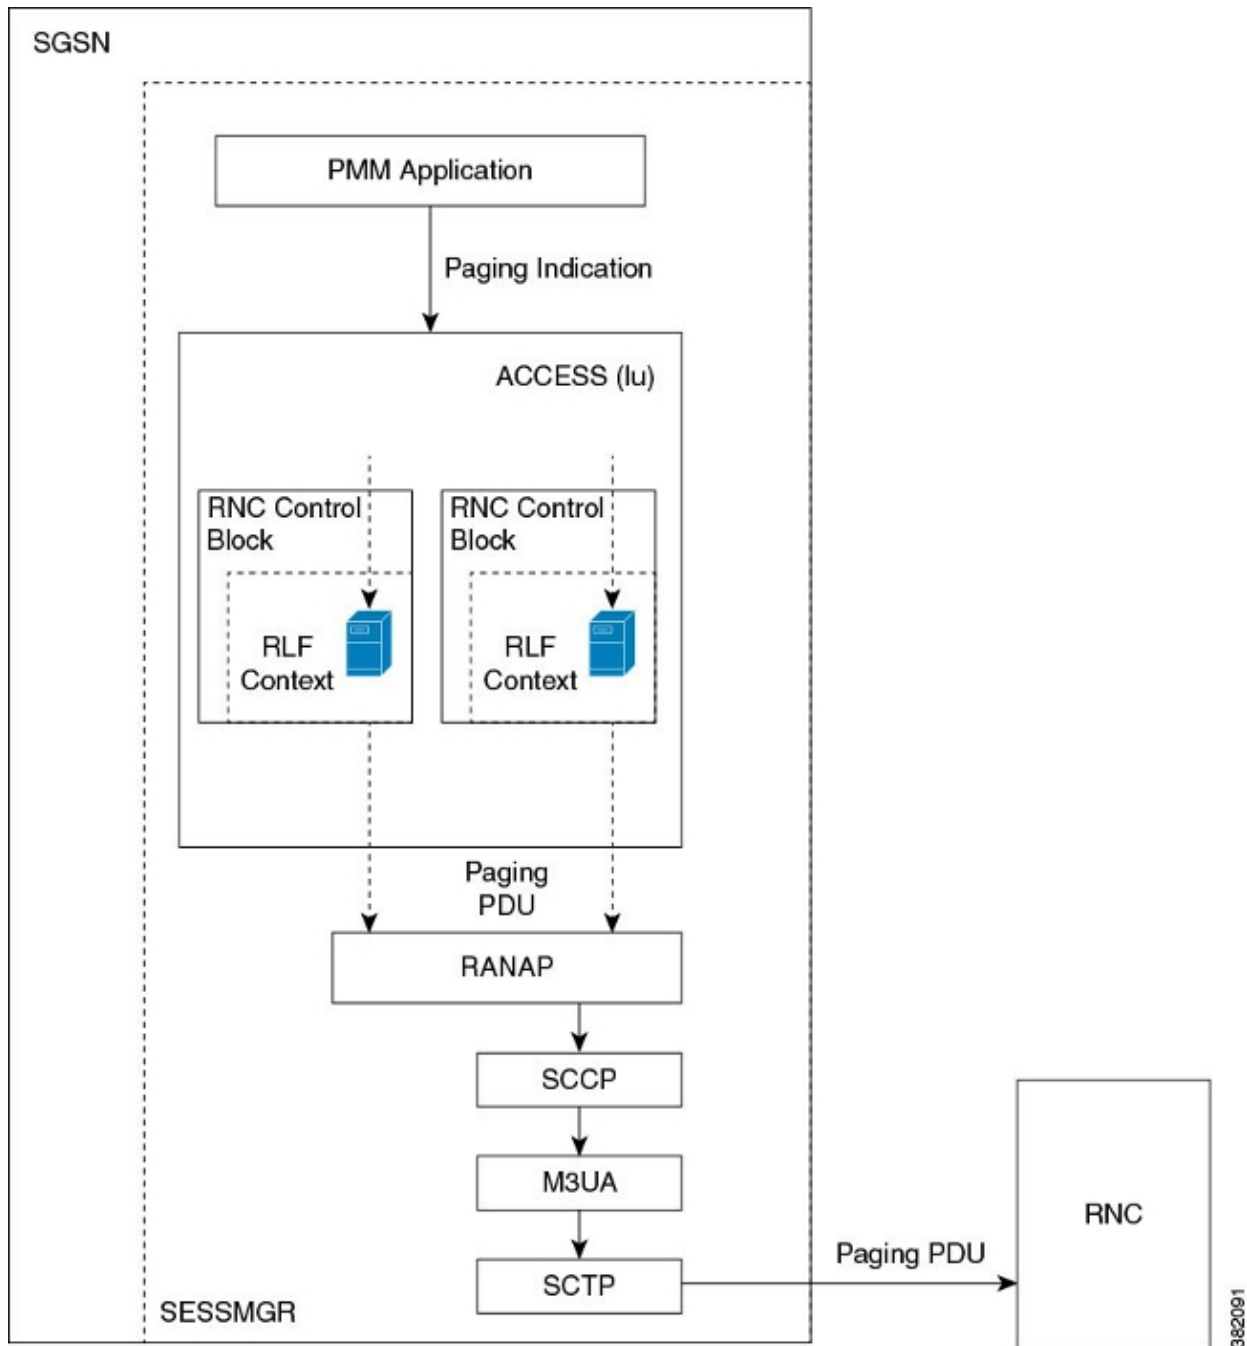 SGSN
PMM Application
Paging Indication
ACCESS (Iu)
RNC Control
Block
RLF
Context
RNC Control
Block
RLF
Context
Paging
PDU
RANAP
SCCP
M3UA
SCTP
SESSMGR
Paging PDU
RNC
382091